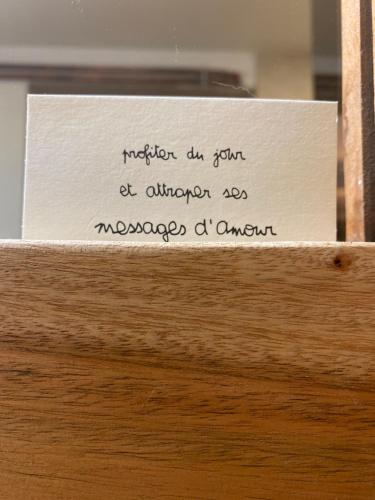 profiter du jour
et attraper ses
messages d'Amour